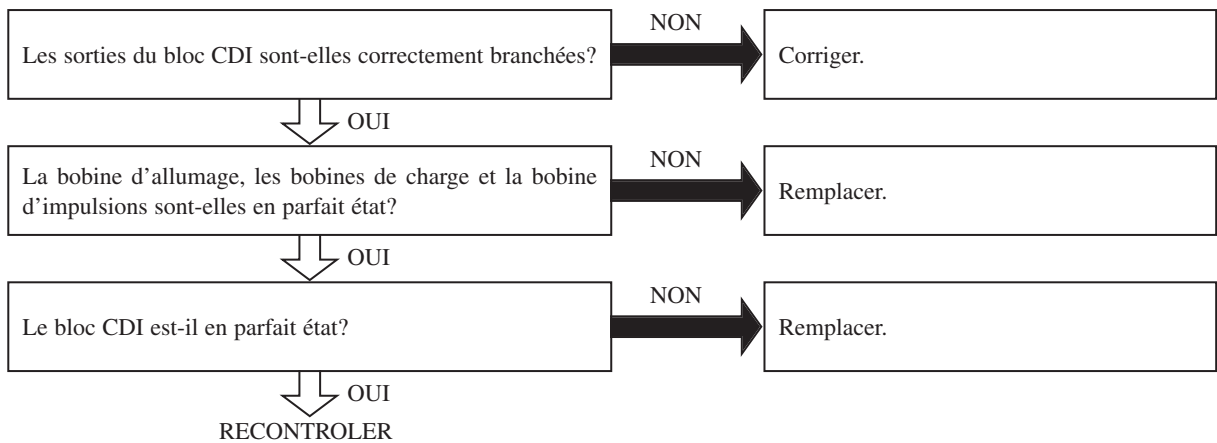 Les sorties du bloc CDI sont-elles correctement branchées?
NON
Corriger.
OUI
La bobine d’allumage, les bobines de charge et la bobine
d’impulsions sont-elles en parfait état?
NON
Remplacer.
OUI
Le bloc CDI est-il en parfait état?
NON
Remplacer.
OUI
RECONTROLER